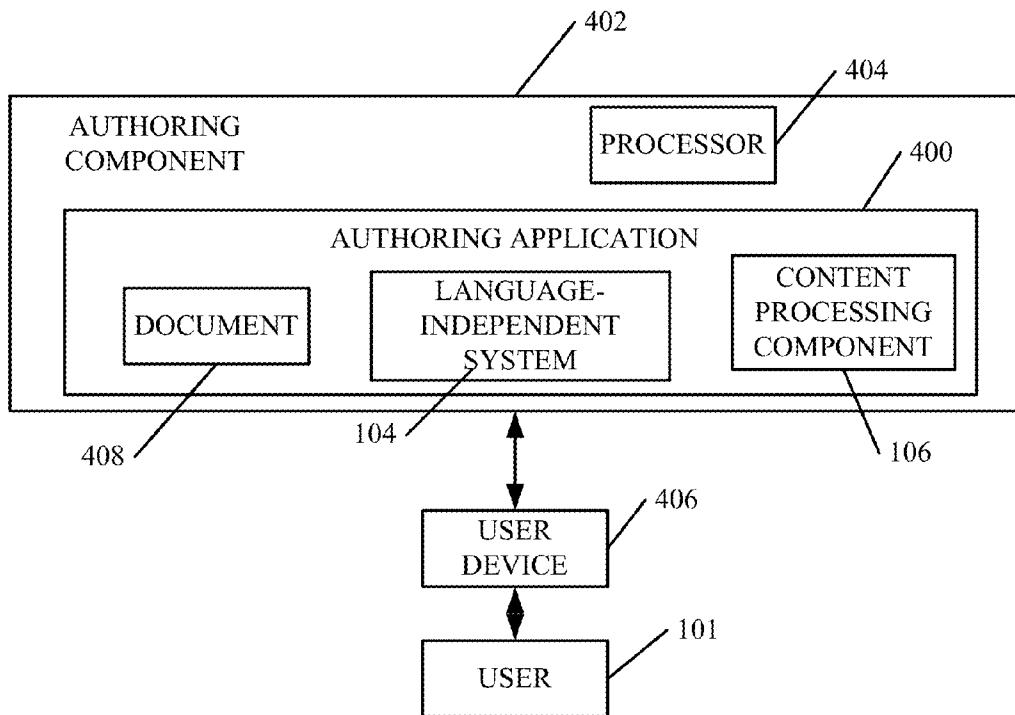 402
404
AUTHORING
COMPONENT
PROCESSOR
400
AUTHORING APPLICATION
DOCUMENT
LANGUAGE-
INDEPENDENT
SYSTEM
CONTENT
PROCESSING
COMPONENT
408
104
106
406
USER
DEVICE
101
USER